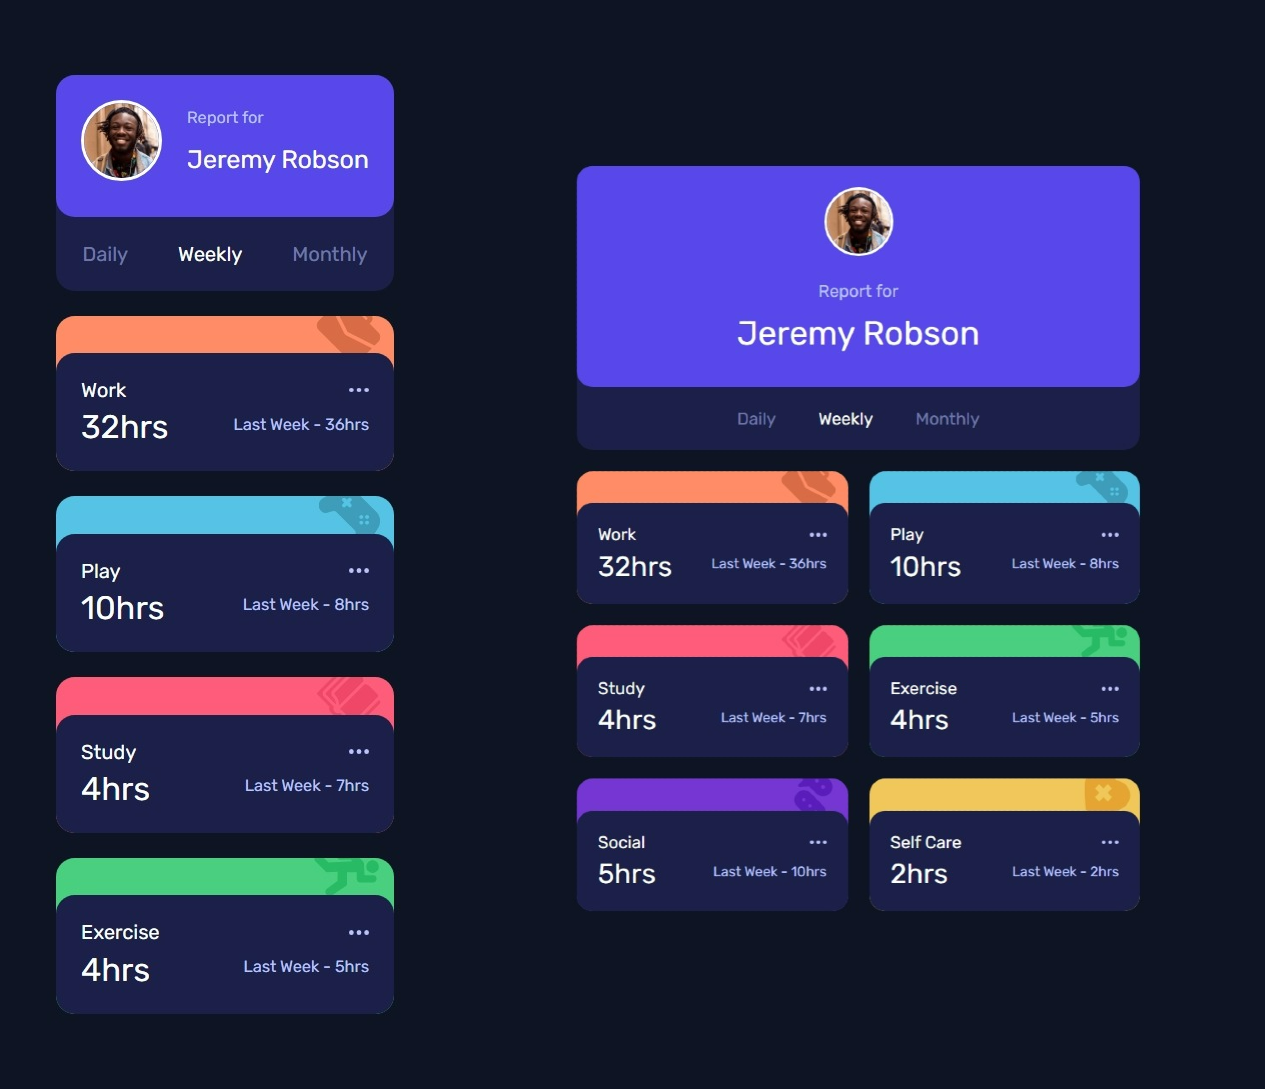 Report for
Jeremy Robson
Daily Weekly Monthly
Work
32hrs Last Week - 36hrs
Play
10hrs Last Week - 8hrs
Study
4hrs Last Week - 7hrs
Exercise
4hrs Last Week - 5hrs
Report for
Jeremy Robson
Daily Weekly Monthly
Work
32hrs Last Week - 36hrs
Play
10hrs Last Week - 8hrs
Study
4hrs Last Week - 7hrs
Exercise
4hrs Last Week - 5hrs
Social
5hrs Last Week - 10hrs
Self Care
2hrs Last Week - 2hrs